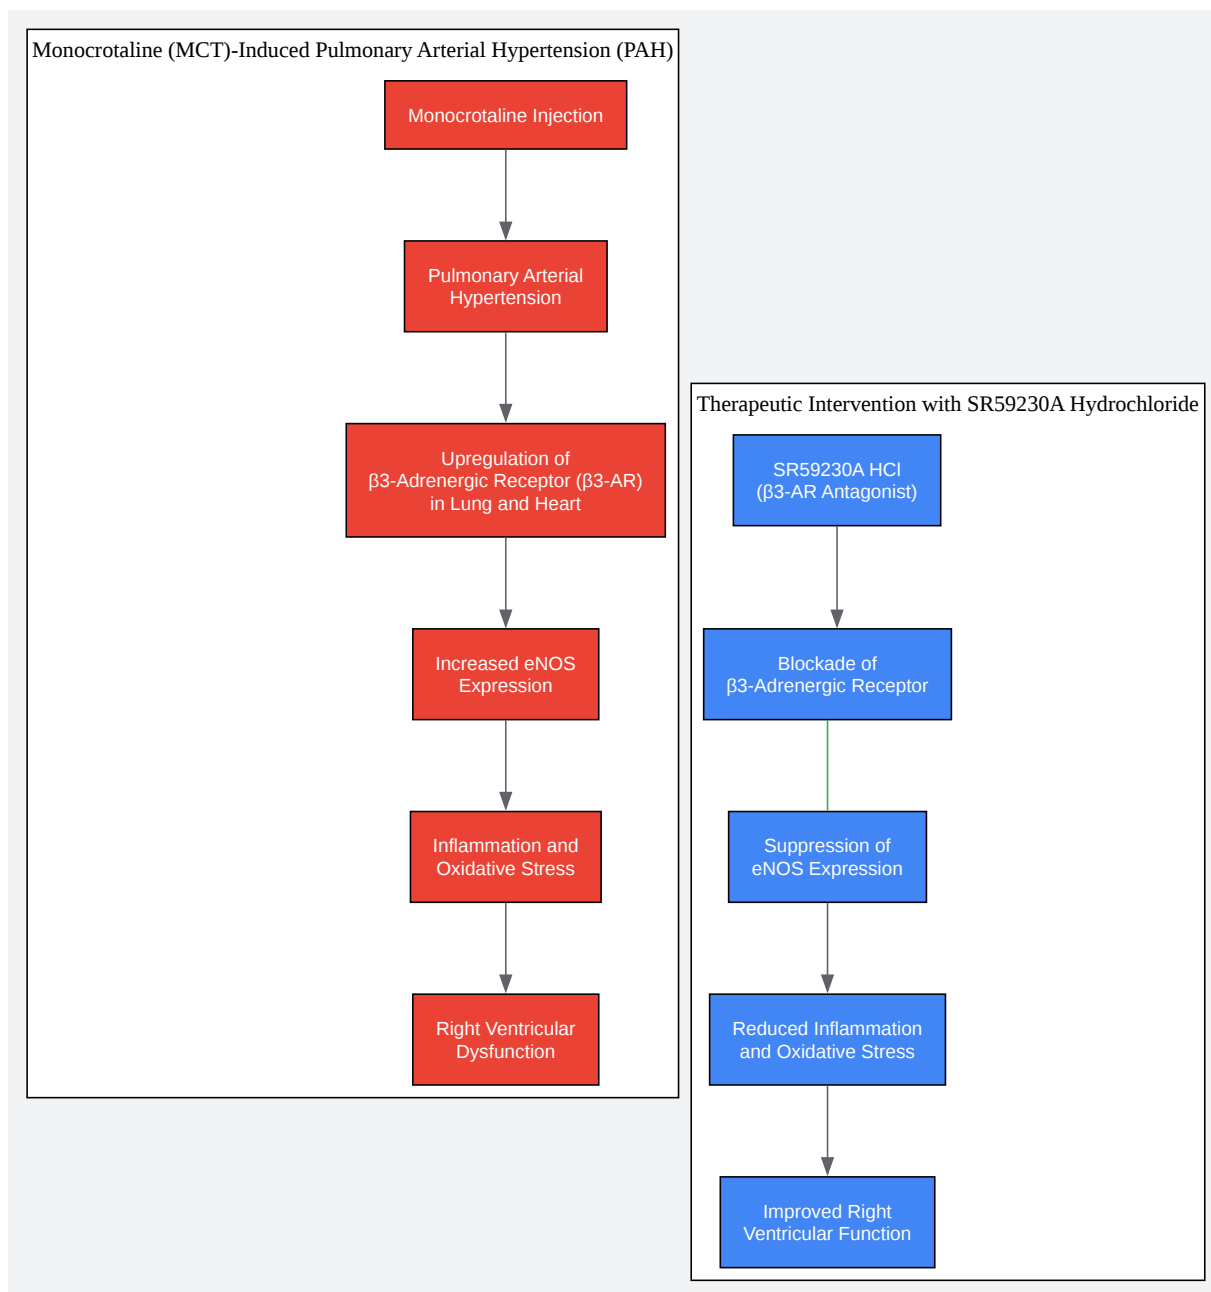 Monocrotaline (MCT)-Induced Pulmonary Arterial Hypertension (PAH)
Monocrotaline Injection
Pulmonary Arterial
Hypertension
Upregulation of
β3-Adrenergic Receptor (β3-AR)
in Lung and Heart
Increased eNOS
Expression
Inflammation and
Oxidative Stress
Right Ventricular
Dysfunction
Therapeutic Intervention with SR59230A Hydrochloride
SR59230A HCl
(β3-AR Antagonist)
Blockade of
β3-Adrenergic Receptor
Suppression of
eNOS Expression
Reduced Inflammation
and Oxidative Stress
Improved Right
Ventricular Function